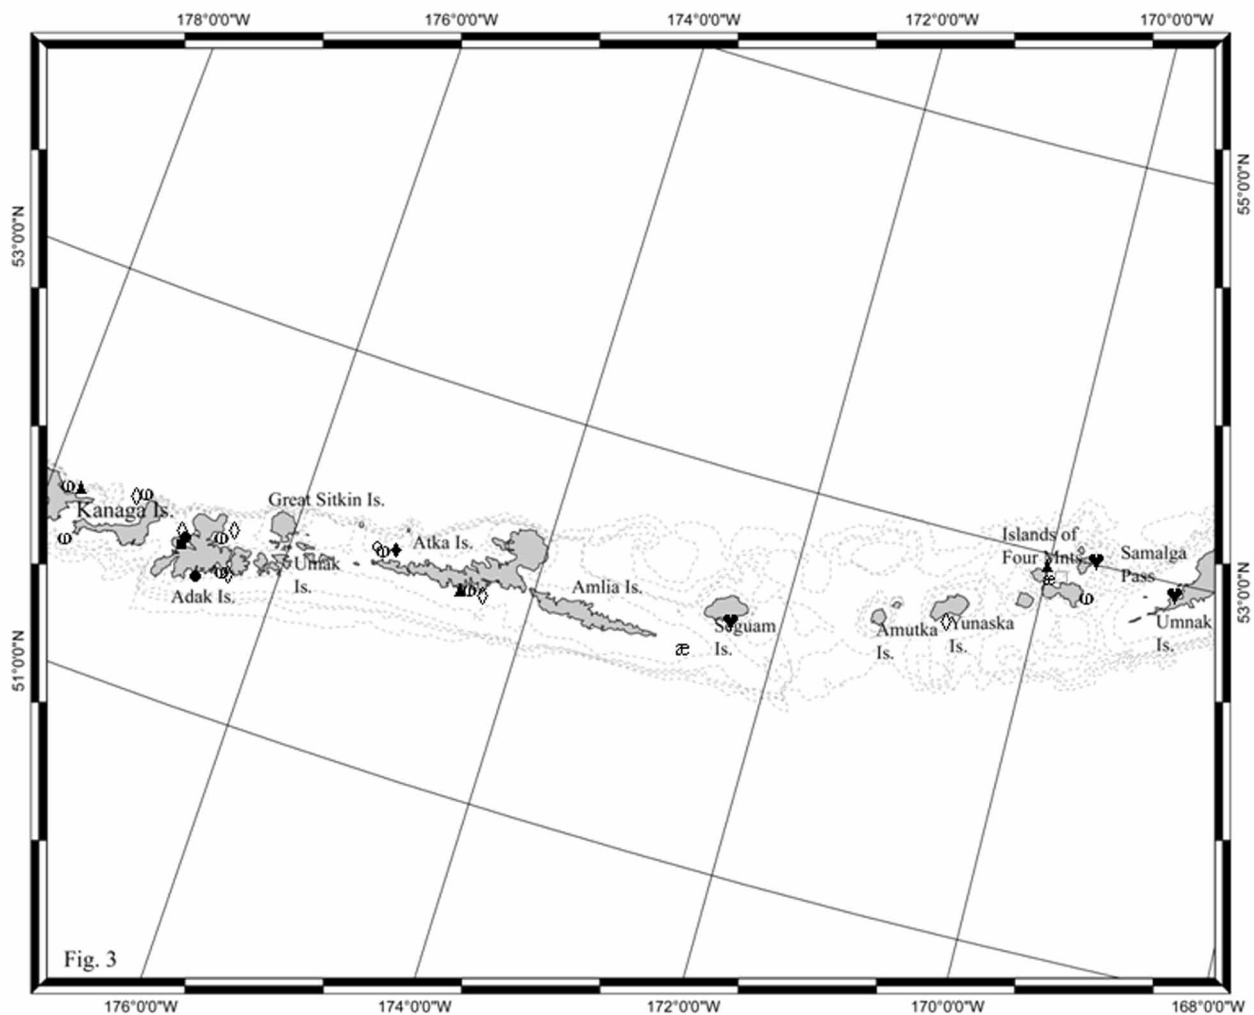 178°0'0"W 176°0'0"W 174°0'0"W 172°0'0"W 170°0'0"W
55°0'0"N
53°0'0"N
Great Sitkin Is.
Kanaga Is.
Islands of
Four Mnts.
Atka Is.
Samalga
Pass
Umak
Is.
Amlia Is.
Adak Is.
53°0'0"N
Seguam
Is.
Amutka
Is.
Yunaska
Is.
Umnak
Is.
æ
æ
51°0'0"N
Fig. 3
176°0'0"W 174°0'0"W 172°0'0"W 170°0'0"W 168°0'0"W